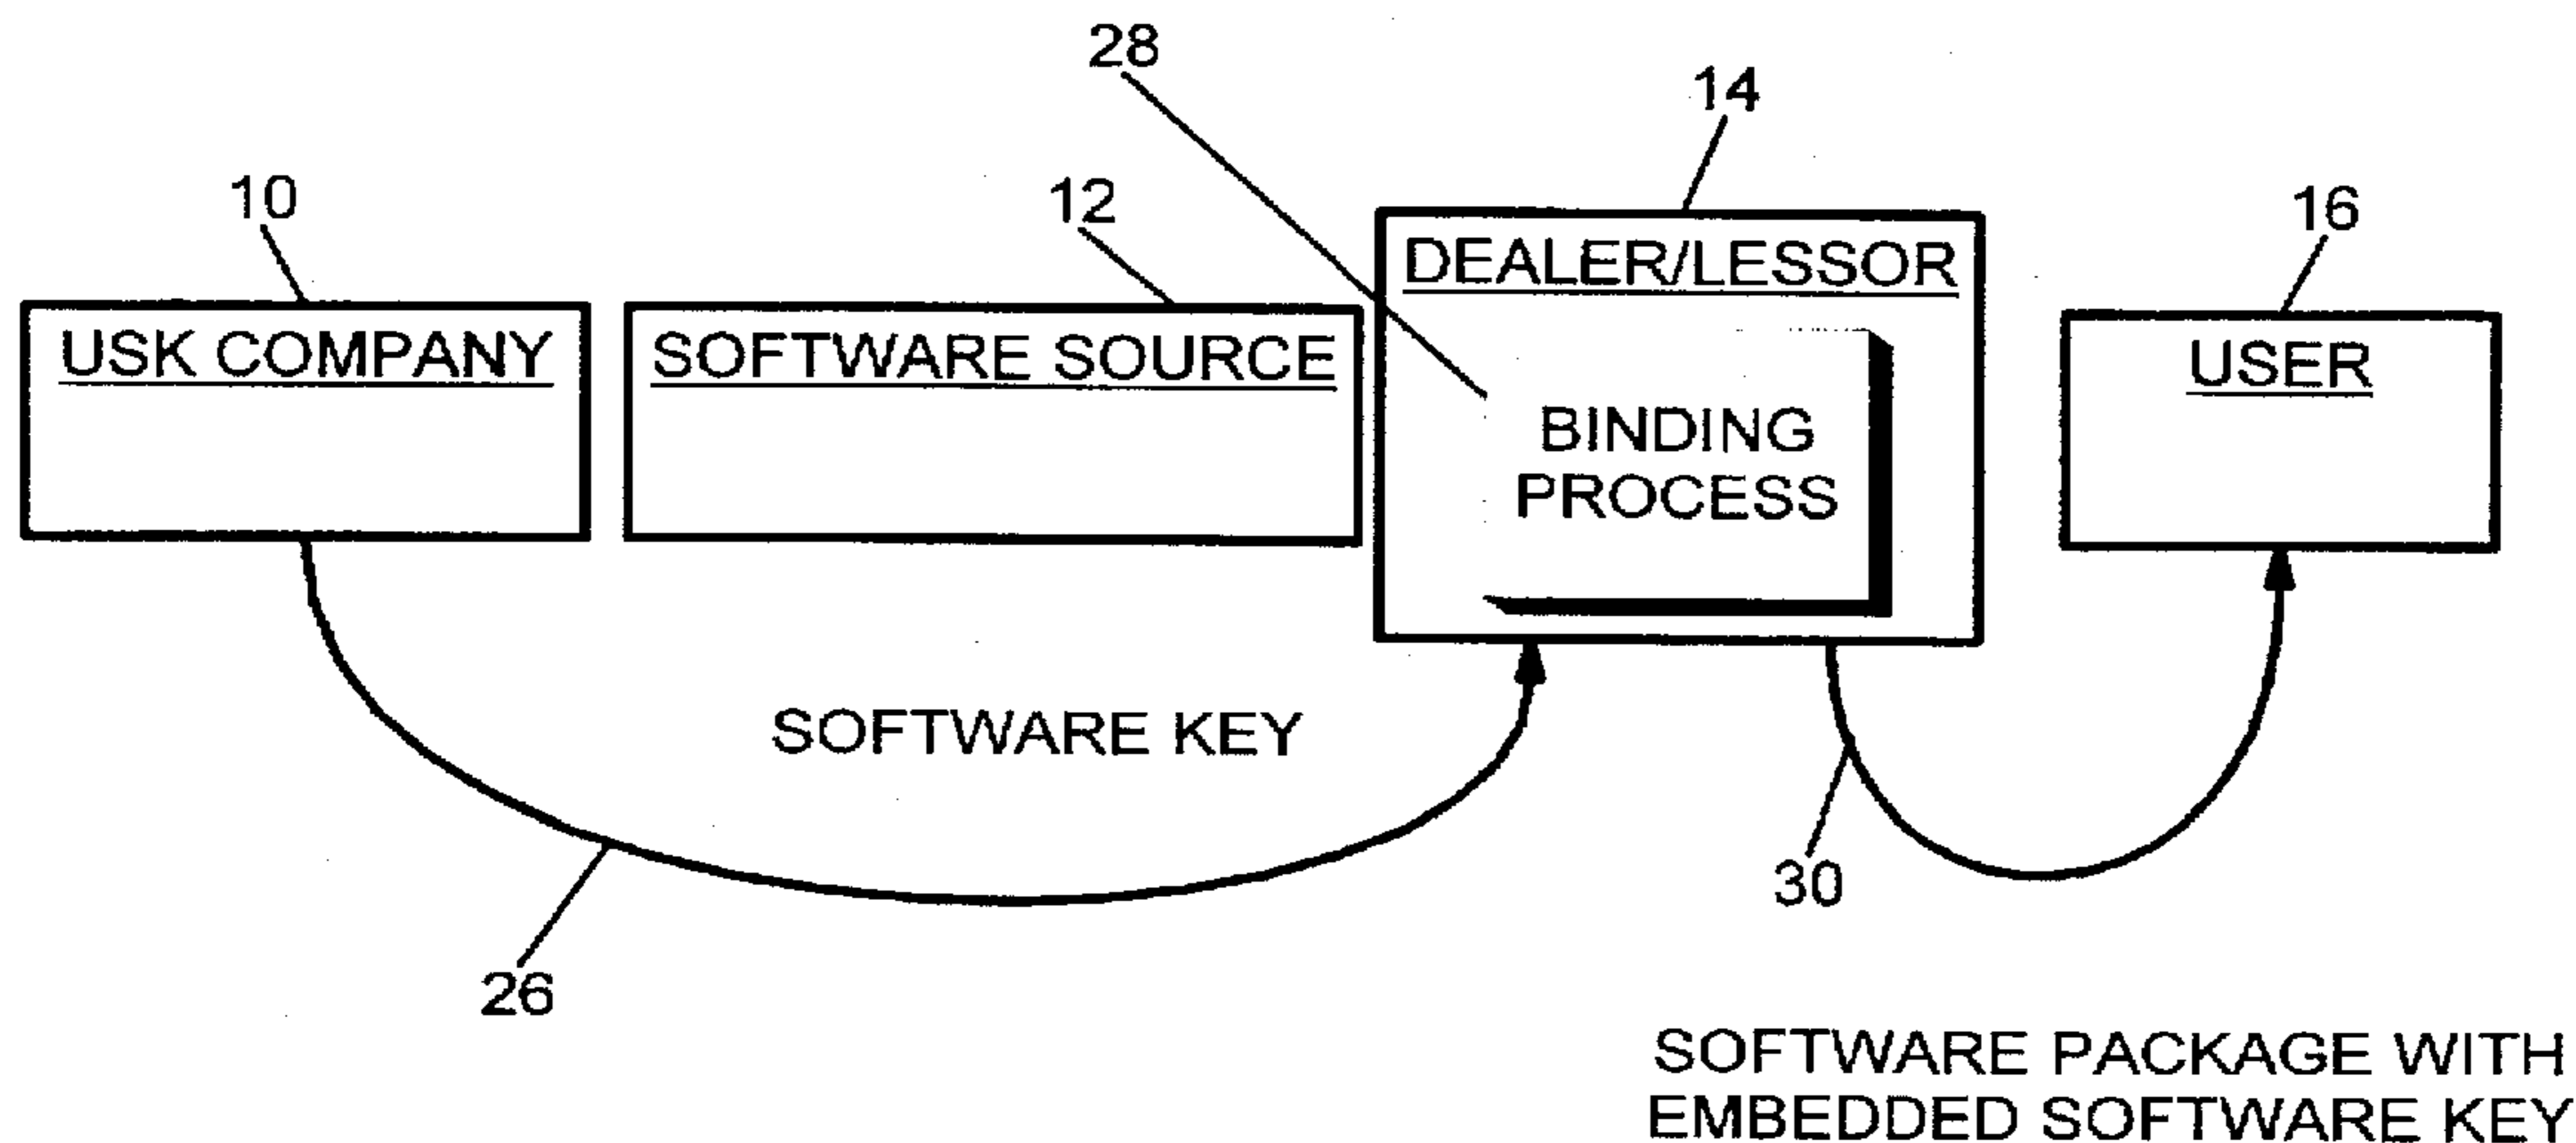 28
14
10
12
16
DEALER/LESSOR
USK COMPANY
SOFTWARE SOURCE
USER
BINDING
PROCESS
SOFTWARE KEY
30
26
SOFTWARE PACKAGE WITH
EMBEDDED SOFTWARE KEY